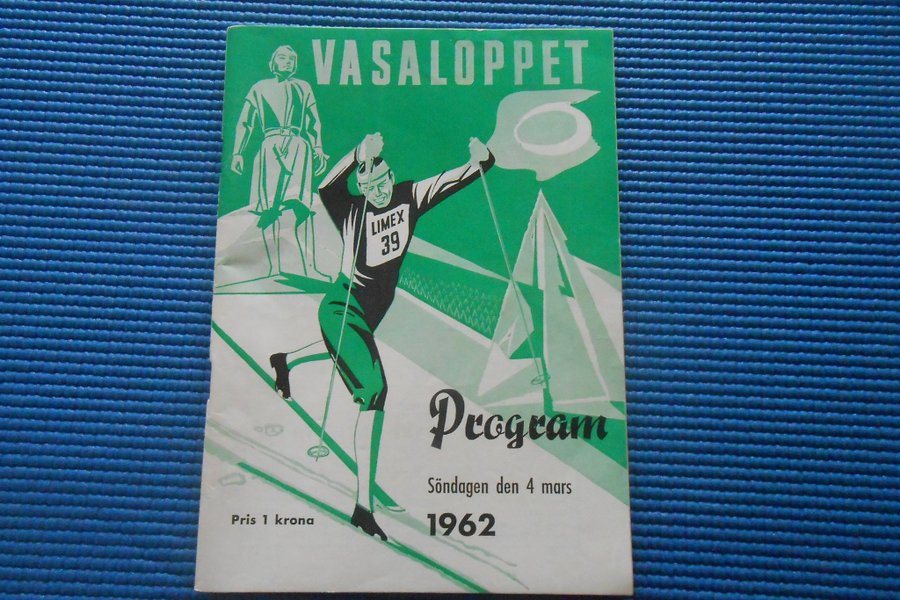 VASALOPPET
LIMEX
39
Program
Söndagen den 4 mars
1962
Pris 1 krona